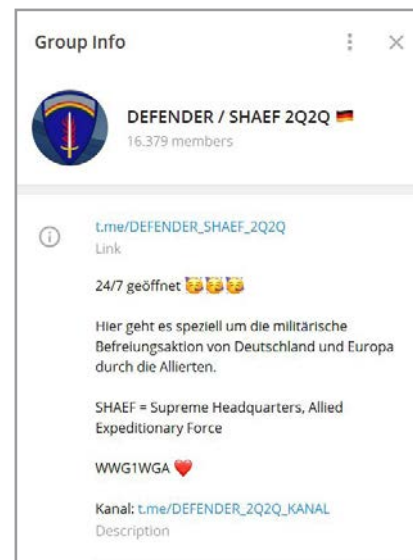 Group Info
DEFENDER / SHAEF 2Q2Q 🇩🇪
16.379 members
t.me/DEFENDER_SHAEF_2Q2Q
Link
24/7 geöffnet 🥳🥳🥳
Hier geht es speziell um die militärische
Befreiungsaktion von Deutschland und Europa
durch die Allierten.
SHAEF = Supreme Headquarters, Allied
Expeditionary Force
WWG1WGA ❤️
Kanal: t.me/DEFENDER_2Q2Q_KANAL
Description